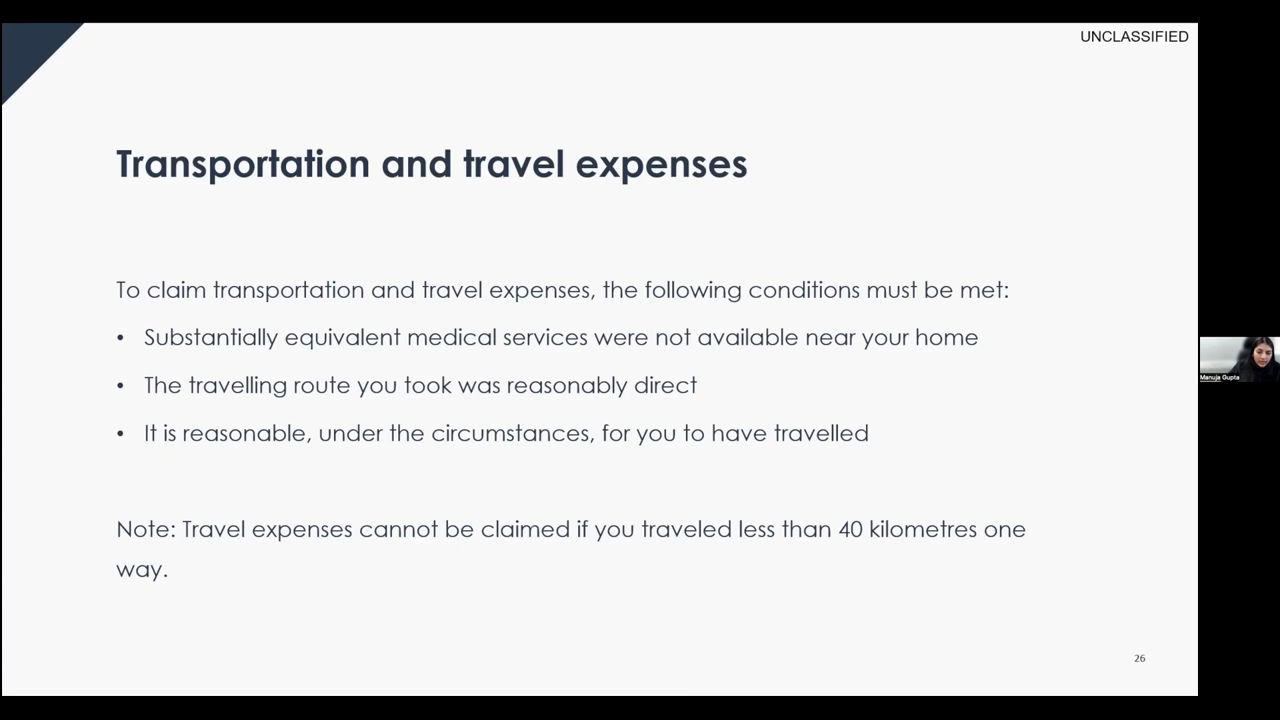 UNCLASSIFIED
Transportation and travel expenses
To claim transportation and travel expenses, the following conditions must be met:
• Substantially equivalent medical services were not available near your home
• The travelling route you took was reasonably direct
• It is reasonable, under the circumstances, for you to have travelled
Note: Travel expenses cannot be claimed if you traveled less than 40 kilometres one
way.
Manuja Gupta
26